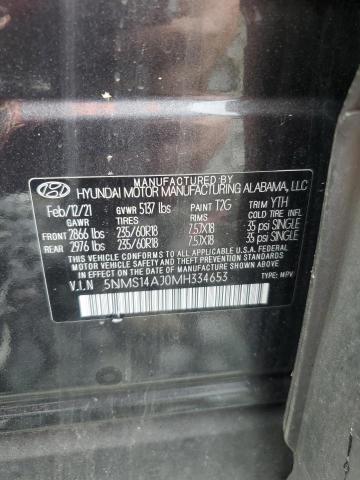 MANUFACTURED BY
HYUNDAI MOTOR MANUFACTURING ALABAMA, LLC
Feb/12/21 GVWR 5137 lbs PAINT T2G TRIM YTH
GAWR TIRES RIMS COLD TIRE INF
FRONT 2866 lbs 235/60R18 7.5JX18 35 psi SINGLE
REAR 2976 lbs 235/60R18 7.5JX18 35 psi SINGLE
THIS VEHICLE CONFORMS TO ALL APPLICABLE U.S.A. FEDERAL
MOTOR VEHICLE SAFETY AND THEFT PREVENTION STANDARDS IN
EFFECT ON THE DATE OF MANUFACTURE SHOWN ABOVE.
V.I.N 5NMS14AJ0MH334653 TYPE: MPV